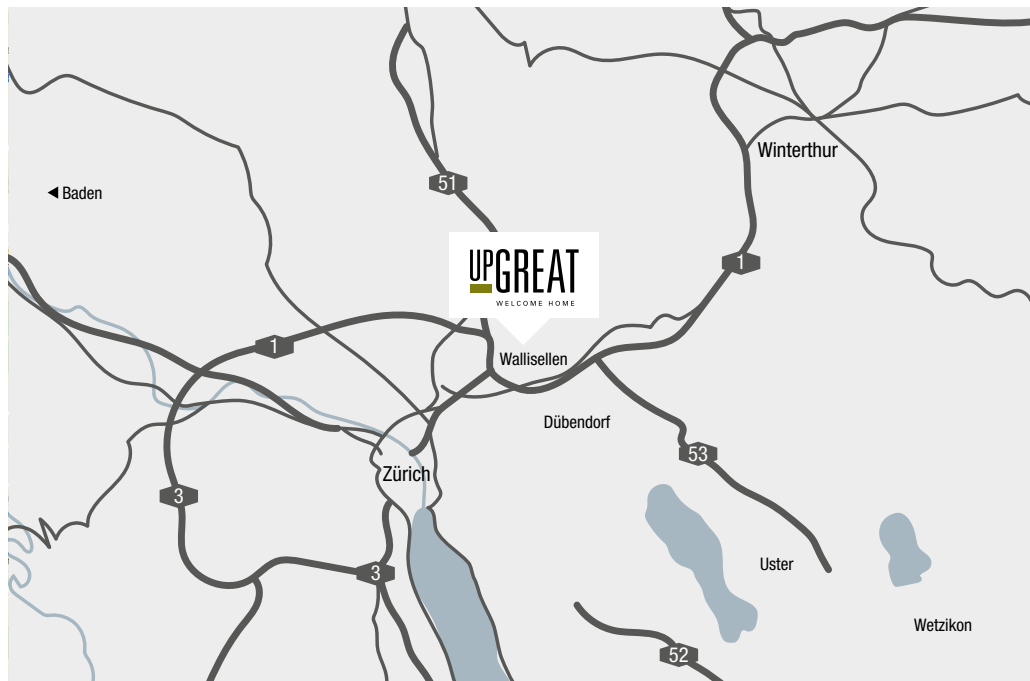 Winterthur
51
Baden
1
UPGREAT
WELCOME HOME
1
Wallisellen
Dübendorf
53
Zürich
3
Uster
3
Wetzikon
52